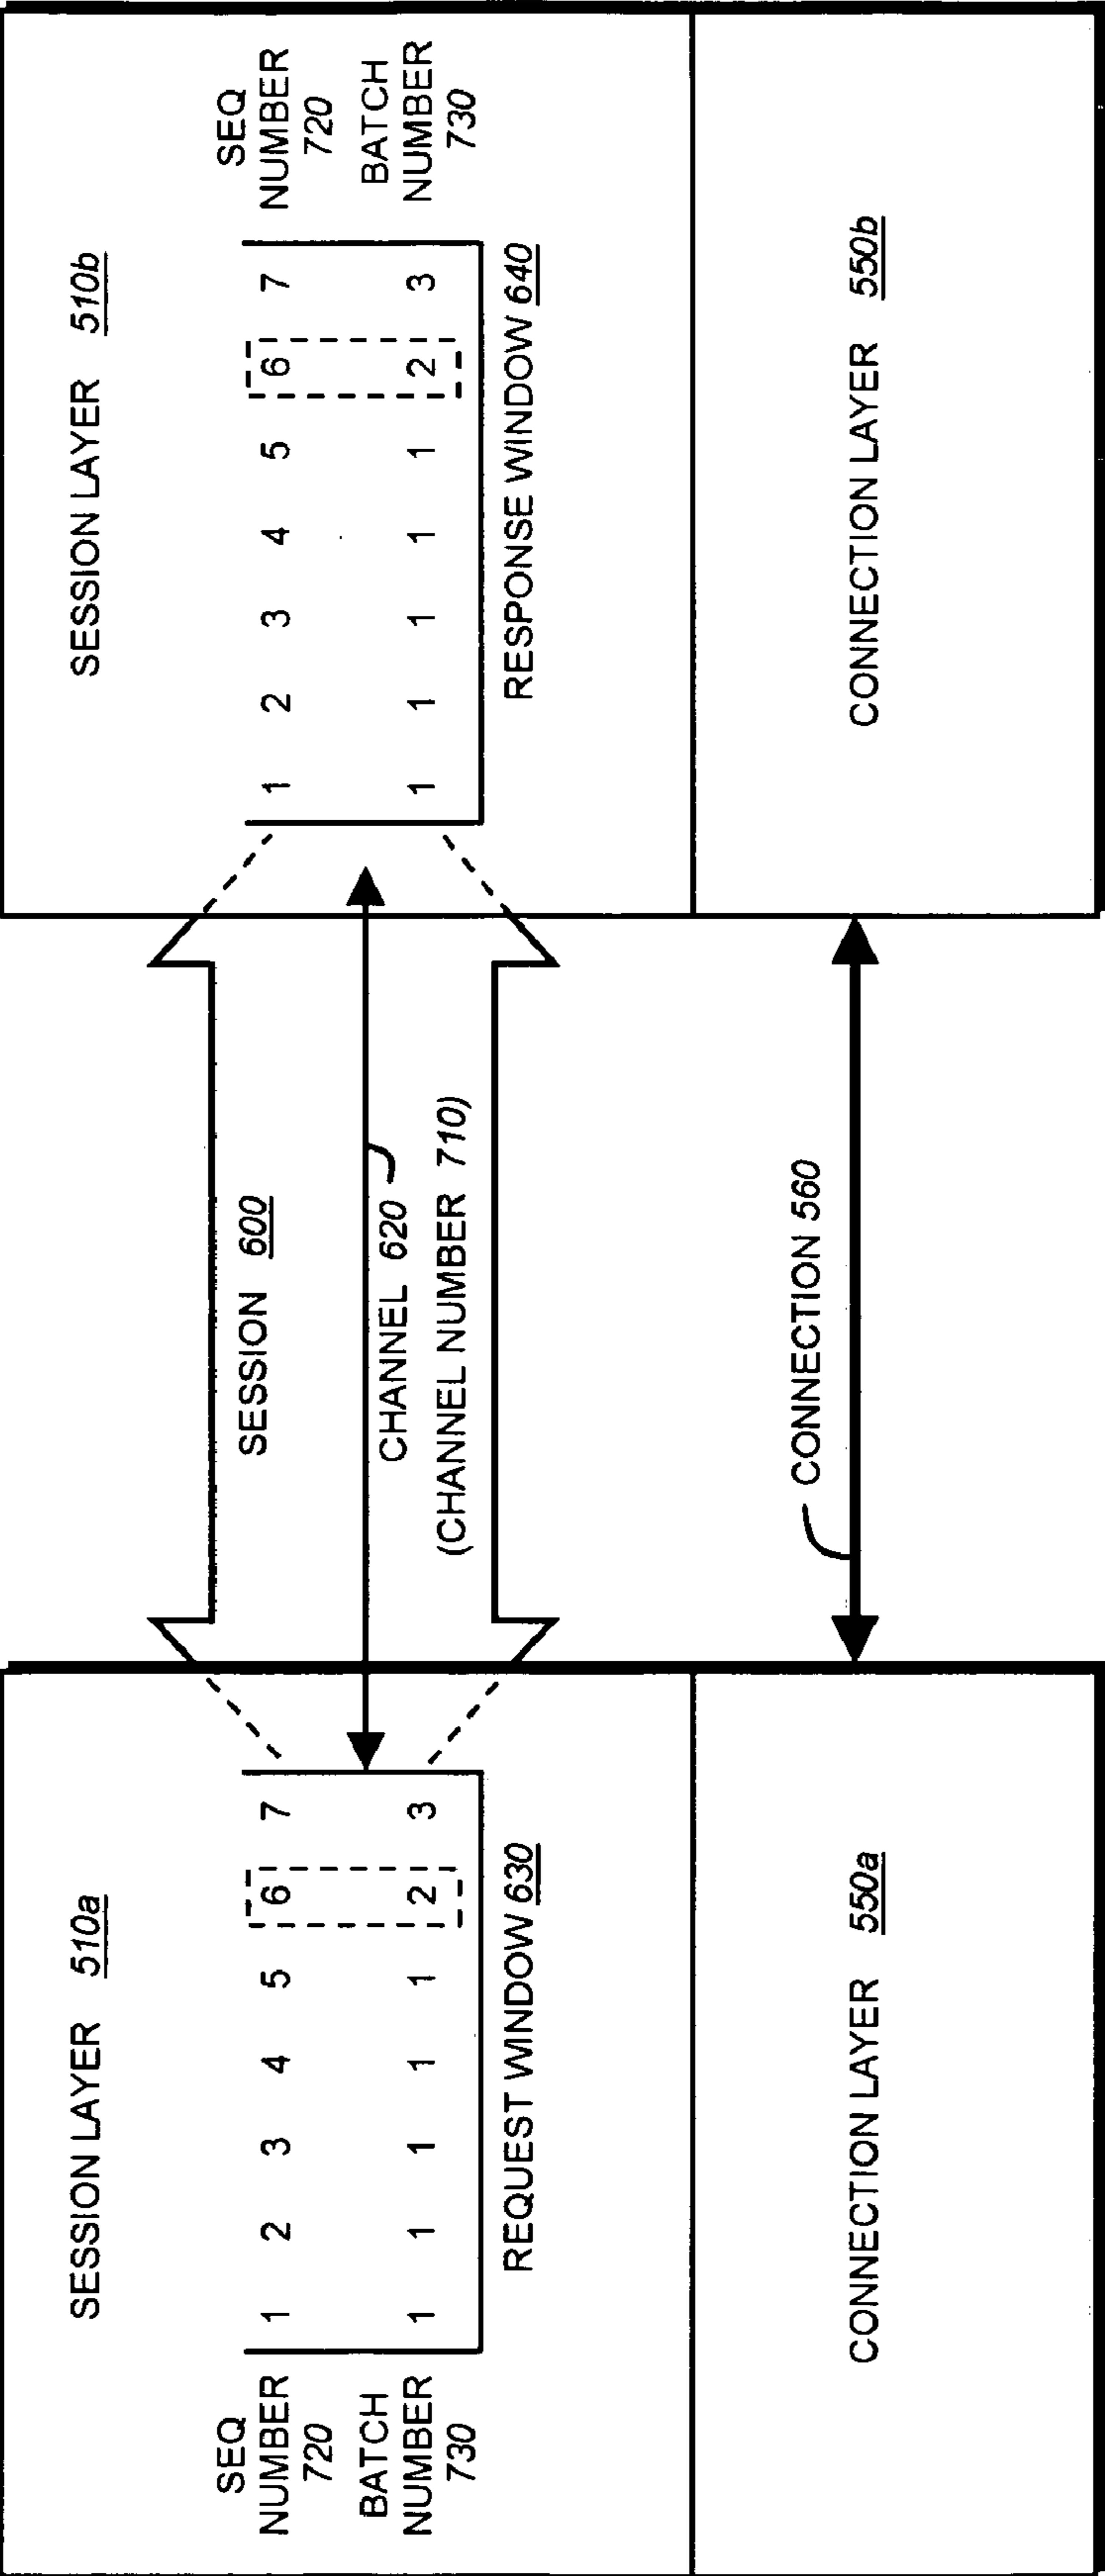 SESSION LAYER 510a
SEQ
NUMBER
720
1 2 3 4 5 6 7
BATCH
NUMBER
730
1 1 1 1 1 2 3
REQUEST WINDOW 630
CONNECTION LAYER 550a
SESSION 600
CHANNEL 620
(CHANNEL NUMBER 710)
CONNECTION 560
SESSION LAYER 510b
1 2 3 4 5 6 7
SEQ
NUMBER
720
1 1 1 1 1 2 3
BATCH
NUMBER
730
RESPONSE WINDOW 640
CONNECTION LAYER 550b